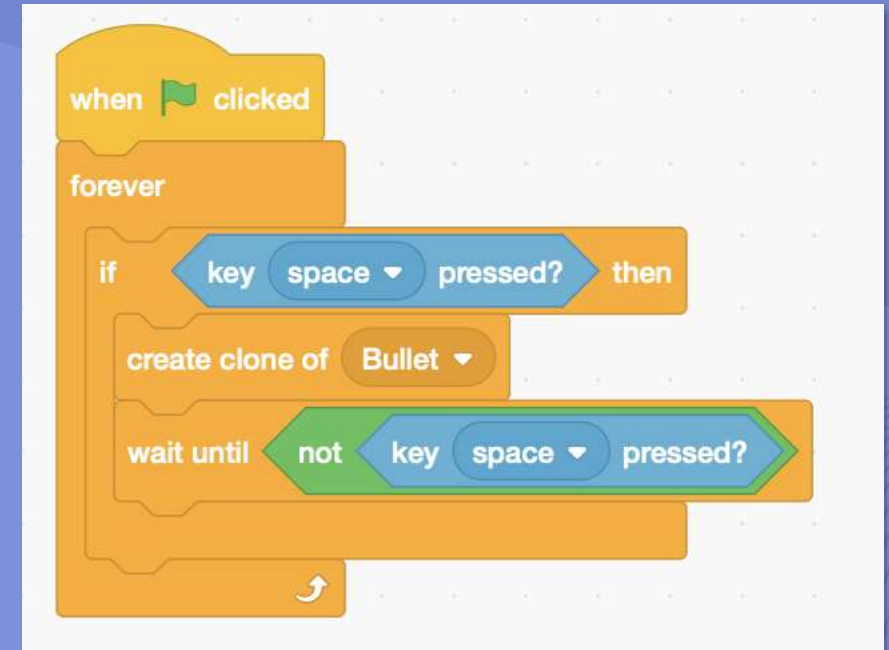 when clicked
forever
if key space pressed? then
create clone of Bullet
wait until not key space pressed?